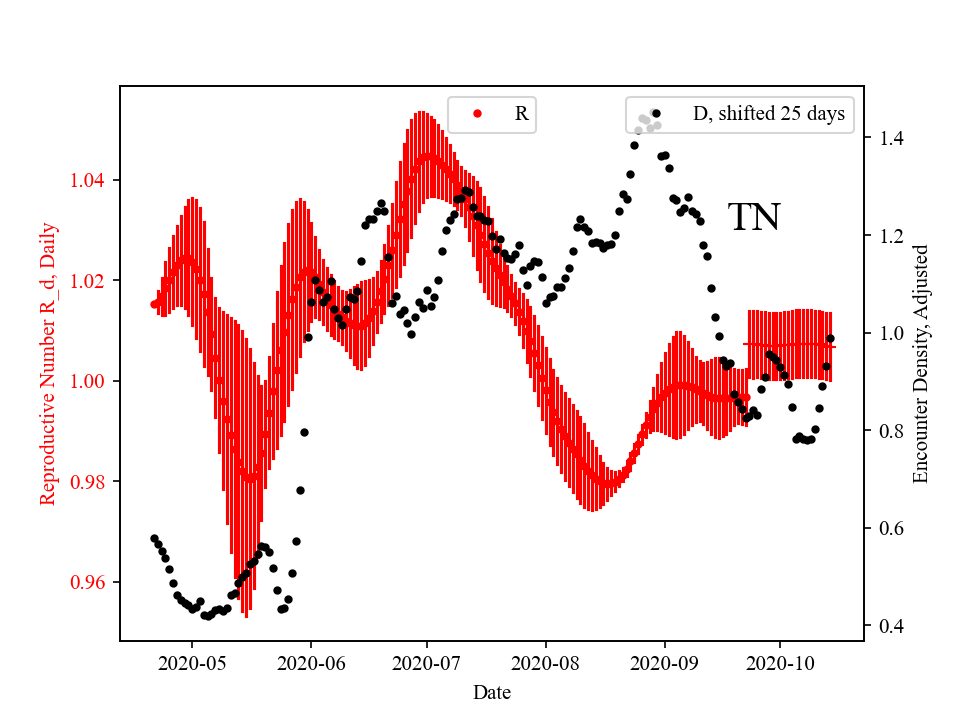 R
D, shifted 25 days
TN
Reproductive Number R_d, Daily
1.04
1.02
1.00
0.98
0.96
1.4
1.2
1.0
0.8
0.6
0.4
Encounter Density, Adjusted
2020-05 2020-06 2020-07 2020-08 2020-09 2020-10
Date